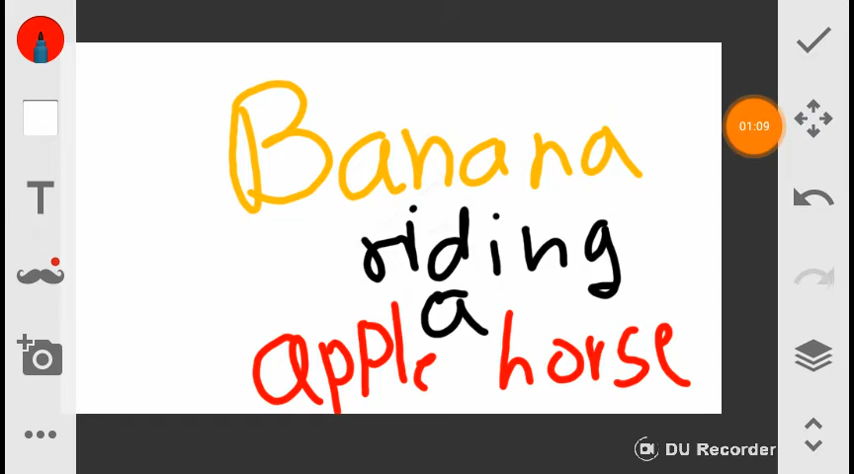 Banana
01:09
riding
a
apple horse
T
DU Recorder